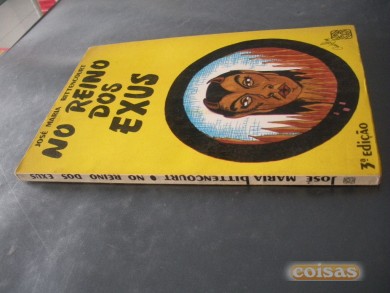 JOSÉ MARIA BITTENCOURT
NO REINO
DOS
EXUS
3ª EDIÇÃO
JOSÉ MARIA BITTENCOURT • NO REINO DOS EXUS
coisas